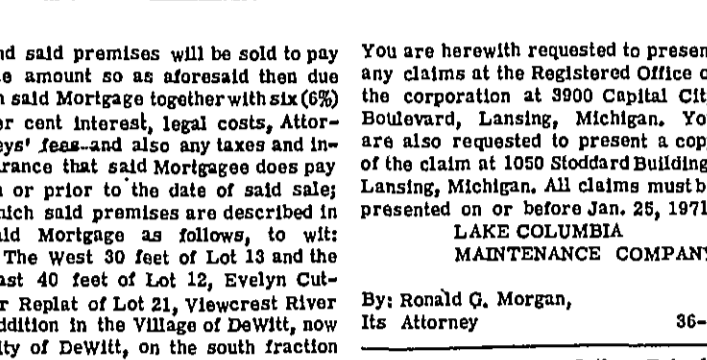 nd said premises will be sold to pay
e amount so as aforesaid then due
n said Mortgage together with six (6%)
er cent interest, legal costs, Attor-
eys' fees and also any taxes and in-
rance that said Mortgagee does pay
n or prior to the date of said sale;
hich said premises are described in
id Mortgage as follows, to wit:
The West 30 feet of Lot 13 and the
ast 40 feet of Lot 12, Evelyn Cut-
r Replat of Lot 21, Viewcrest River
ddition in the Village of DeWitt, now
ity of DeWitt, on the south fraction
You are herewith requested to presen
any claims at the Registered Office o
the corporation at 3900 Capital Cit
Boulevard, Lansing, Michigan. Yo
are also requested to present a cop
of the claim at 1050 Stoddard Building
Lansing, Michigan. All claims must b
presented on or before Jan. 25, 1971
LAKE COLUMBIA
MAINTENANCE COMPANY
By: Ronald G. Morgan,
Its Attorney 36-